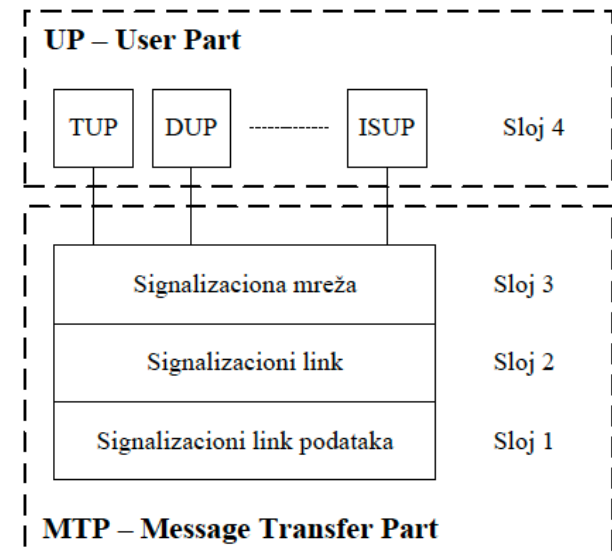 UP – User Part
TUP DUP ISUP Sloj 4
Signalizaciona mreža Sloj 3
Signalizacioni link Sloj 2
Signalizacioni link podataka Sloj 1
MTP – Message Transfer Part